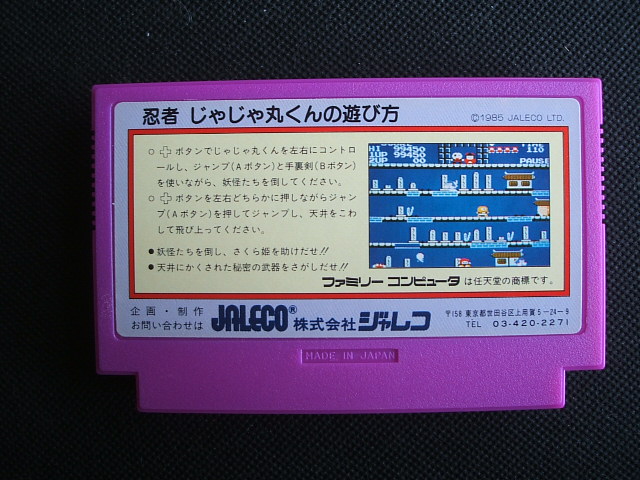 忍者 じゃじゃ丸くんの遊び方
©1985 JALECO LTD.
○ ボタンでじゃじゃ丸くんを左右にコントロ
ールし、ジャンプ(Aボタン)と手裏剣(Bボタン)
を使いながら、妖怪たちを倒してください。
○ ボタンを左右どちらかに押しながらジャン
プ(Aボタン)を押してジャンプし、天井をこわ
して飛び上ってください。
●妖怪たちを倒し、さくら姫を助けだせ!!
●天井にかくされた秘密の武器をさがしだせ!!
HI 99450
1UP 99450
2UP 00
PAUSE
ファミリー コンピュータ は任天堂の商標です。
企画・制作
お問い合わせは
JALECO® 株式会社ジャレコ
〒158 東京都世田谷区上用賀5-24-9
TEL 03-420-2271
MADE IN JAPAN